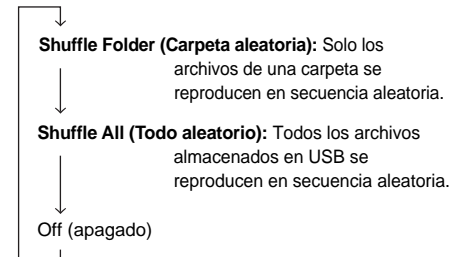 Shuffle Folder (Carpeta aleatoria): Solo los
archivos de una carpeta se
reproducen en secuencia aleatoria.
Shuffle All (Todo aleatorio): Todos los archivos
almacenados en USB se
reproducen en secuencia aleatoria.
Off (apagado)